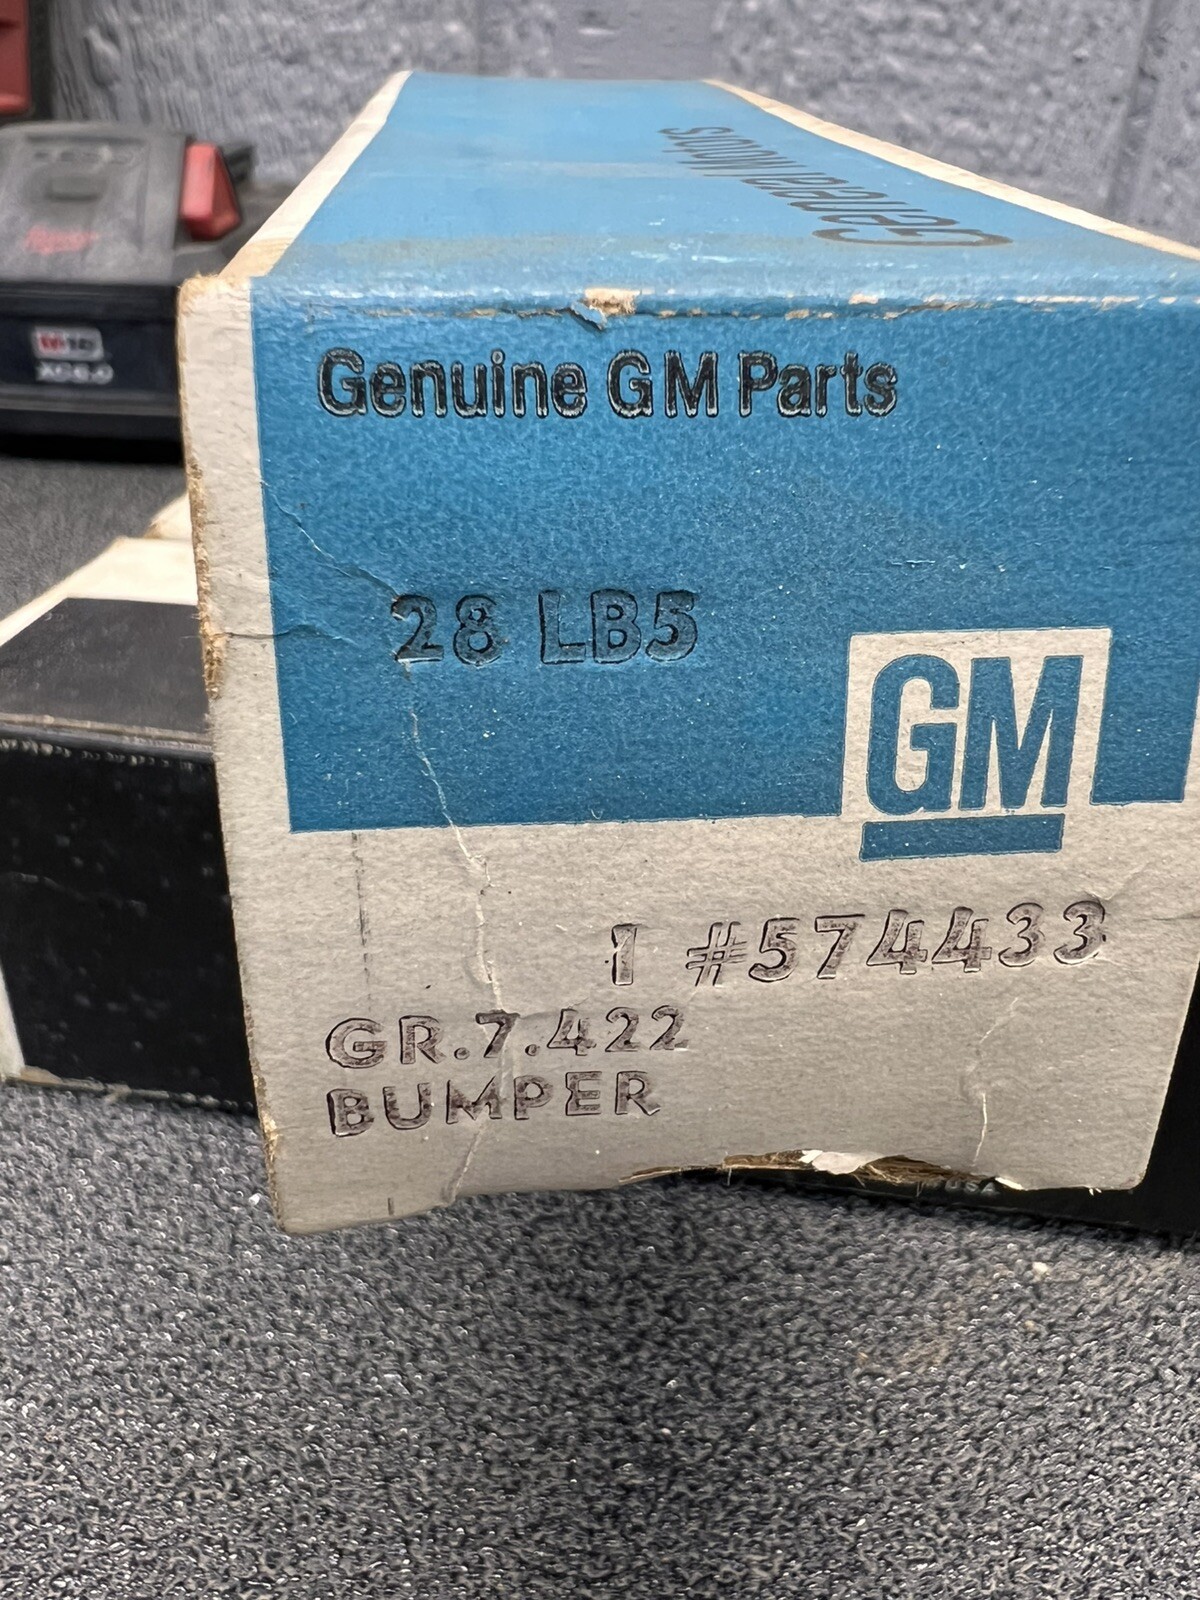 General Motors
Genuine GM Parts
28 LB5
GM
1 #574433
GR.7.422
BUMPER